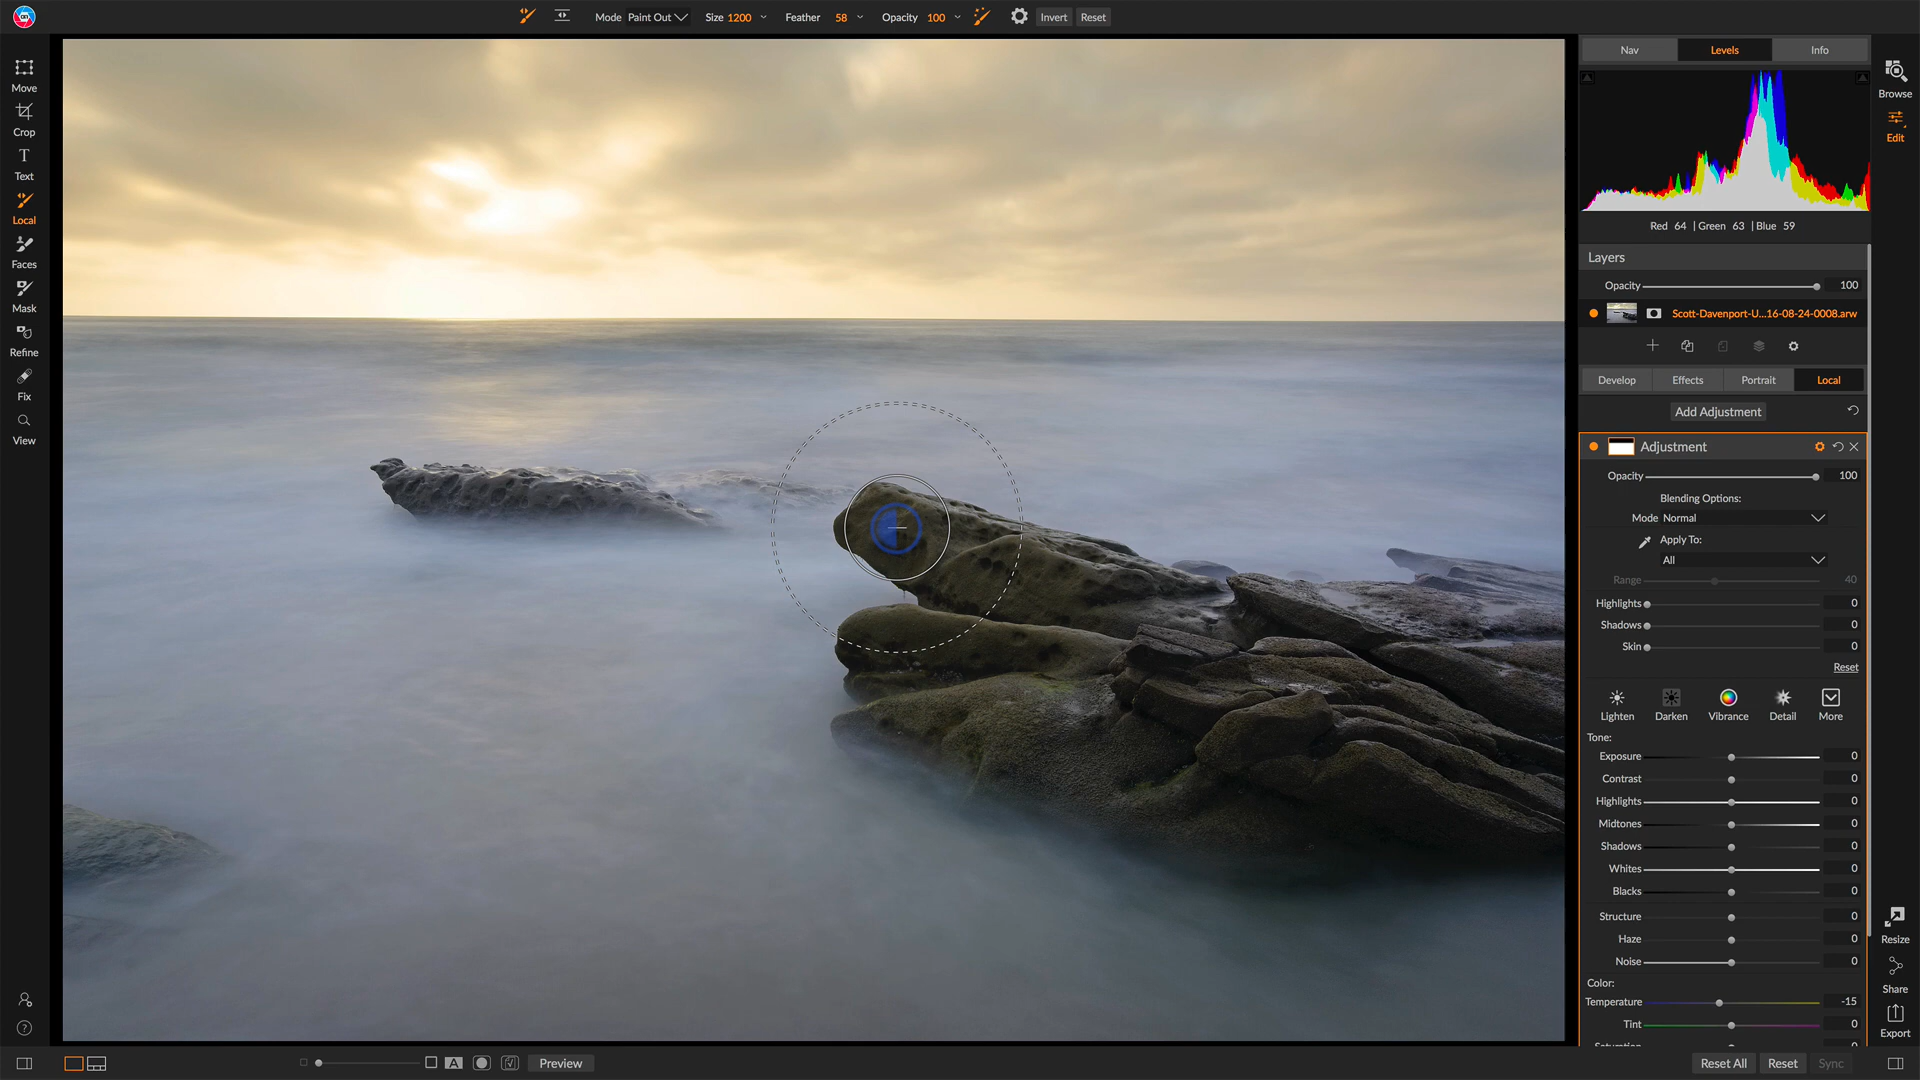 Mode Paint Out Size 1200 Feather 58 Opacity 100 Invert Reset
Move
Crop
T
Text
Local
Faces
Mask
Refine
Fix
View
?
Nav Levels Info
Red 64 | Green 63 | Blue 59
Layers
Opacity 100
Scott-Davenport-U...16-08-24-0008.arw
Develop Effects Portrait Local
Add Adjustment
Adjustment
Opacity 100
Blending Options:
Mode Normal
Apply To:
All
Range 40
Highlights 0
Shadows 0
Skin 0
Reset
Lighten Darken Vibrance Detail More
Tone:
Exposure 0
Contrast 0
Highlights 0
Midtones 0
Shadows 0
Whites 0
Blacks 0
Structure 0
Haze 0
Noise 0
Color:
Temperature -15
Tint 0
Browse
Edit
Resize
Share
Export
A Preview
Reset All Reset Sync